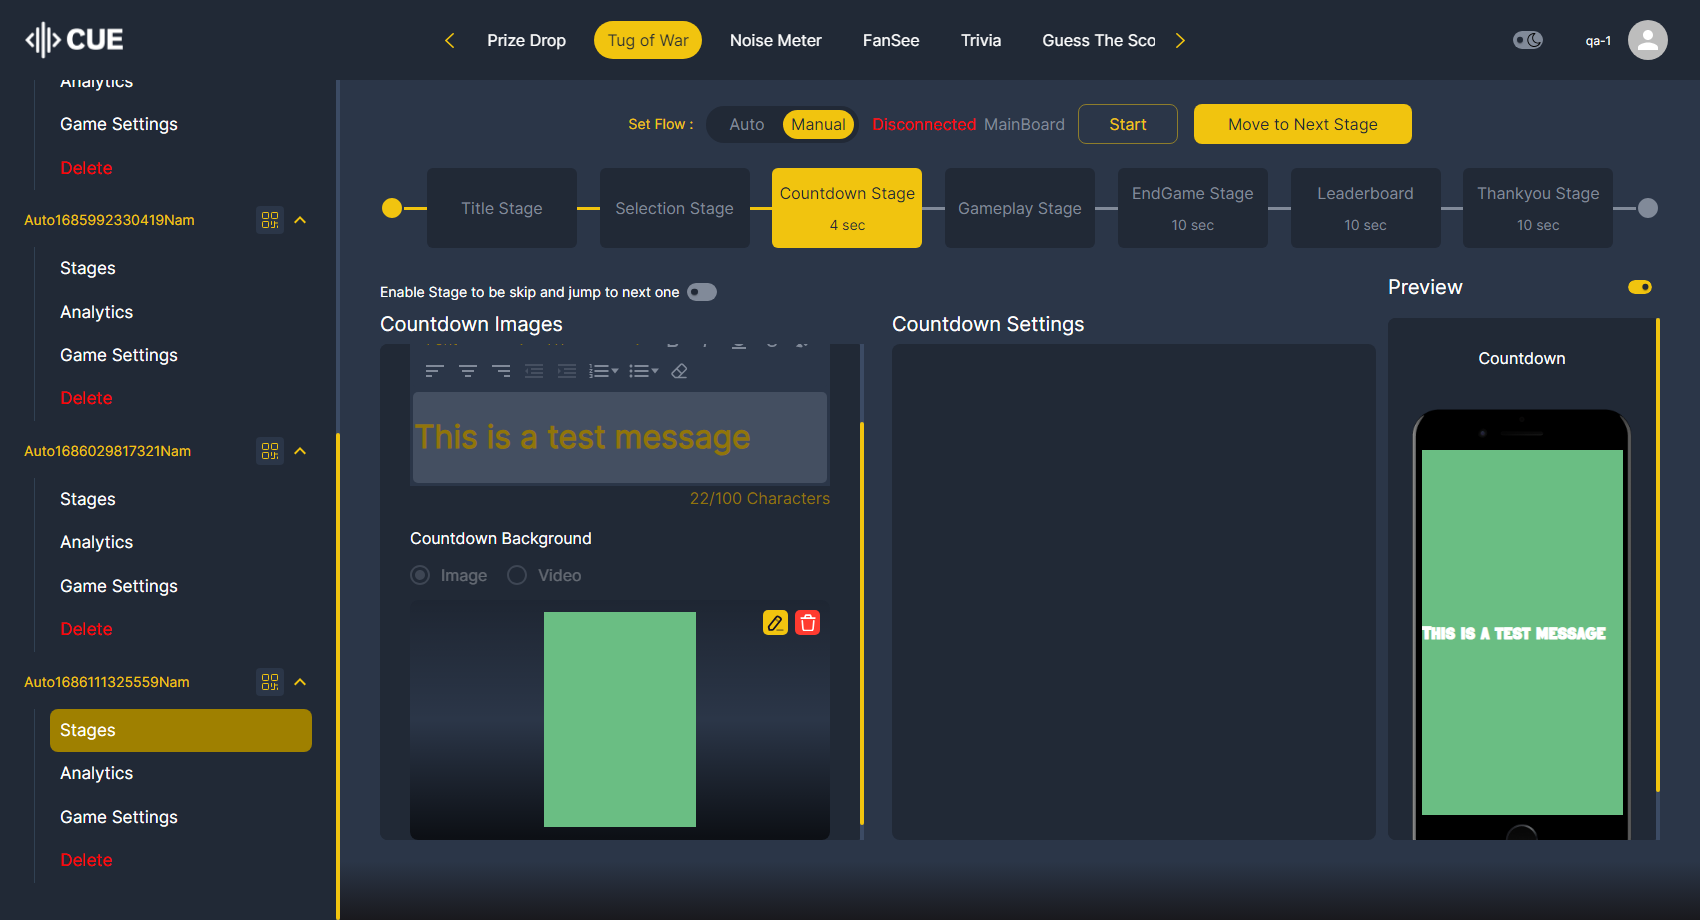 CUE
Prize Drop
Tug of War
Noise Meter
FanSee
Trivia
Guess The Sco
qa-1
Analytics
Game Settings
Delete
Auto1685992330419Nam
Stages
Analytics
Game Settings
Delete
Auto1686029817321Nam
Stages
Analytics
Game Settings
Delete
Auto1686111325559Nam
Stages
Analytics
Game Settings
Delete
Set Flow :
Auto
Manual
Disconnected MainBoard
Start
Move to Next Stage
Title Stage
Selection Stage
Countdown Stage
4 sec
Gameplay Stage
EndGame Stage
10 sec
Leaderboard
10 sec
Thankyou Stage
10 sec
Enable Stage to be skip and jump to next one
Countdown Images
This is a test message
22/100 Characters
Countdown Background
Image
Video
Countdown Settings
Preview
Countdown
This is a test message